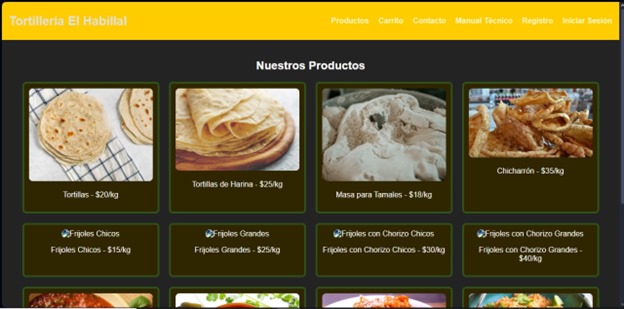 Tortillería El Habillal
Productos Carrito Contacto Manual Técnico Registro Iniciar Sesión
Nuestros Productos
Tortillas - $20/kg
Tortillas de Harina - $25/kg
Masa para Tamales - $18/kg
Chicharrón - $35/kg
Frijoles Chicos
Frijoles Chicos - $15/kg
Frijoles Grandes
Frijoles Grandes - $25/kg
Frijoles con Chorizo Chicos
Frijoles con Chorizo Chicos - $30/kg
Frijoles con Chorizo Grandes
Frijoles con Chorizo Grandes -
$40/kg